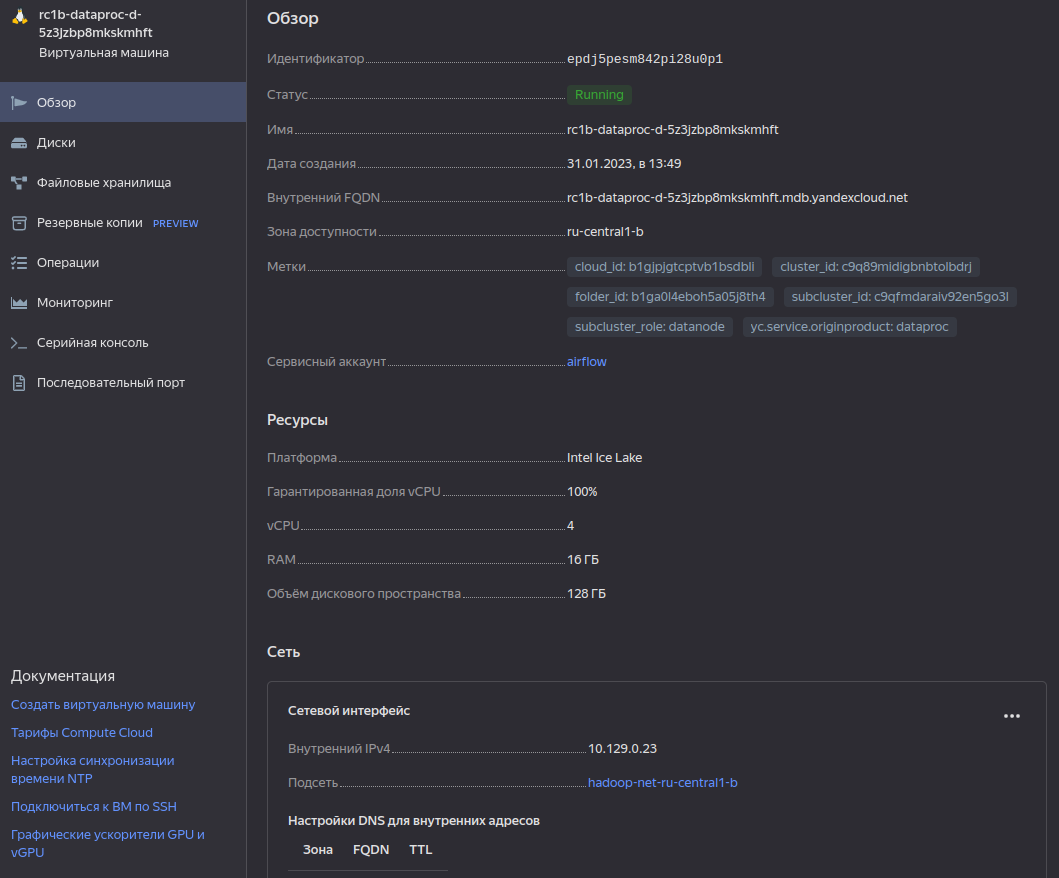 rc1b-dataproc-d-
5z3jzbp8mkskmhft
Виртуальная машина
Обзор
Диски
Файловые хранилища
Резервные копии PREVIEW
Операции
Мониторинг
Серийная консоль
Последовательный порт
Документация
Создать виртуальную машину
Тарифы Compute Cloud
Настройка синхронизации
времени NTP
Подключиться к ВМ по SSH
Графические ускорители GPU и
vGPU
Обзор
Идентификатор epdj5pesm842pi28u0p1
Статус Running
Имя rc1b-dataproc-d-5z3jzbp8mkskmhft
Дата создания 31.01.2023, в 13:49
Внутренний FQDN rc1b-dataproc-d-5z3jzbp8mkskmhft.mdb.yandexcloud.net
Зона доступности ru-central1-b
Метки cloud_id: b1gjpjgtcptvb1bsdbli cluster_id: c9q89midigbnbtolbdrj
folder_id: b1ga0l4eboh5a05j8th4 subcluster_id: c9qfmdaraiv92en5go3l
subcluster_role: datanode yc.service.originproduct: dataproc
Сервисный аккаунт airflow
Ресурсы
Платформа Intel Ice Lake
Гарантированная доля vCPU 100%
vCPU 4
RAM 16 ГБ
Объём дискового пространства 128 ГБ
Сеть
Сетевой интерфейс
Внутренний IPv4 10.129.0.23
Подсеть hadoop-net-ru-central1-b
Настройки DNS для внутренних адресов
Зона FQDN TTL